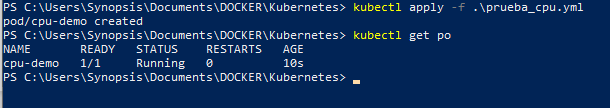 PS C:\Users\Synopsis\Documents\DOCKER\Kubernetes> kubectl apply -f .\prueba_cpu.yml
pod/cpu-demo created
PS C:\Users\Synopsis\Documents\DOCKER\Kubernetes> kubectl get po
NAME       READY   STATUS    RESTARTS   AGE
cpu-demo   1/1     Running   0          10s
PS C:\Users\Synopsis\Documents\DOCKER\Kubernetes>